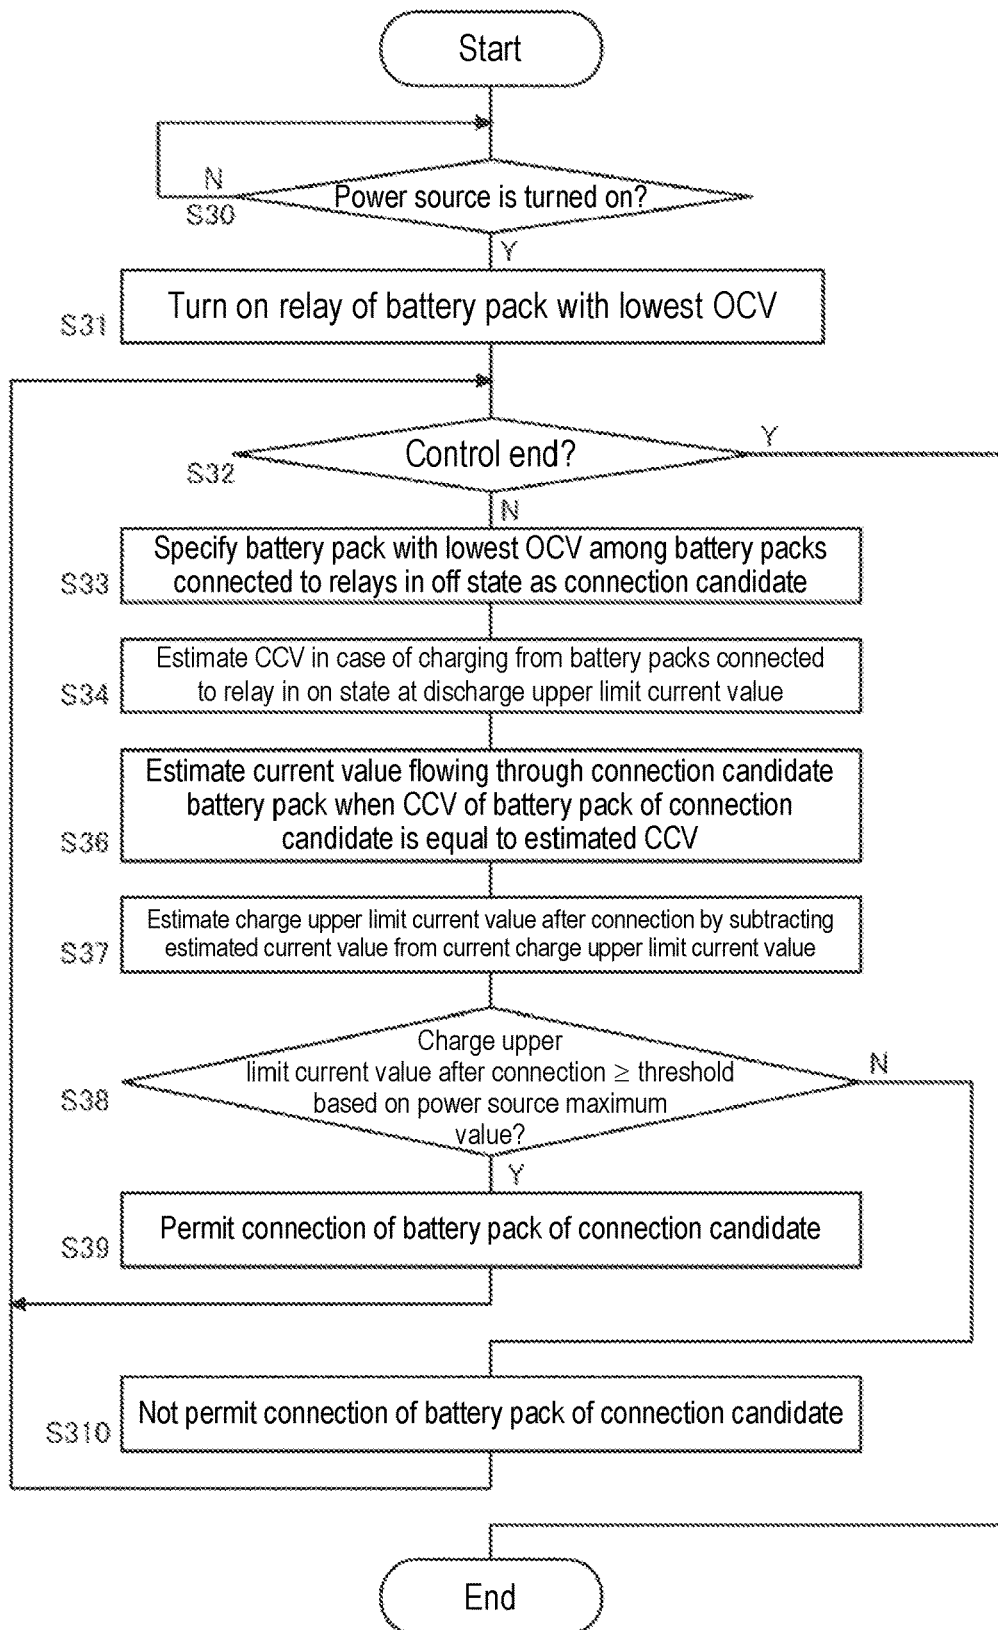 Start
N
S30
Power source is turned on?
Y
S31
Turn on relay of battery pack with lowest OCV
Y
S32
Control end?
N
Specify battery pack with lowest OCV among battery packs
connected to relays in off state as connection candidate
S33
Estimate CCV in case of charging from battery packs connected
to relay in on state at discharge upper limit current value
S34
Estimate current value flowing through connection candidate
battery pack when CCV of battery pack of connection
candidate is equal to estimated CCV
S36
Estimate charge upper limit current value after connection by subtracting
estimated current value from current charge upper limit current value
S37
Charge upper
limit current value after connection ≥ threshold
based on power source maximum
value?
N
S38
Y
Permit connection of battery pack of connection candidate
S39
Not permit connection of battery pack of connection candidate
S310
End